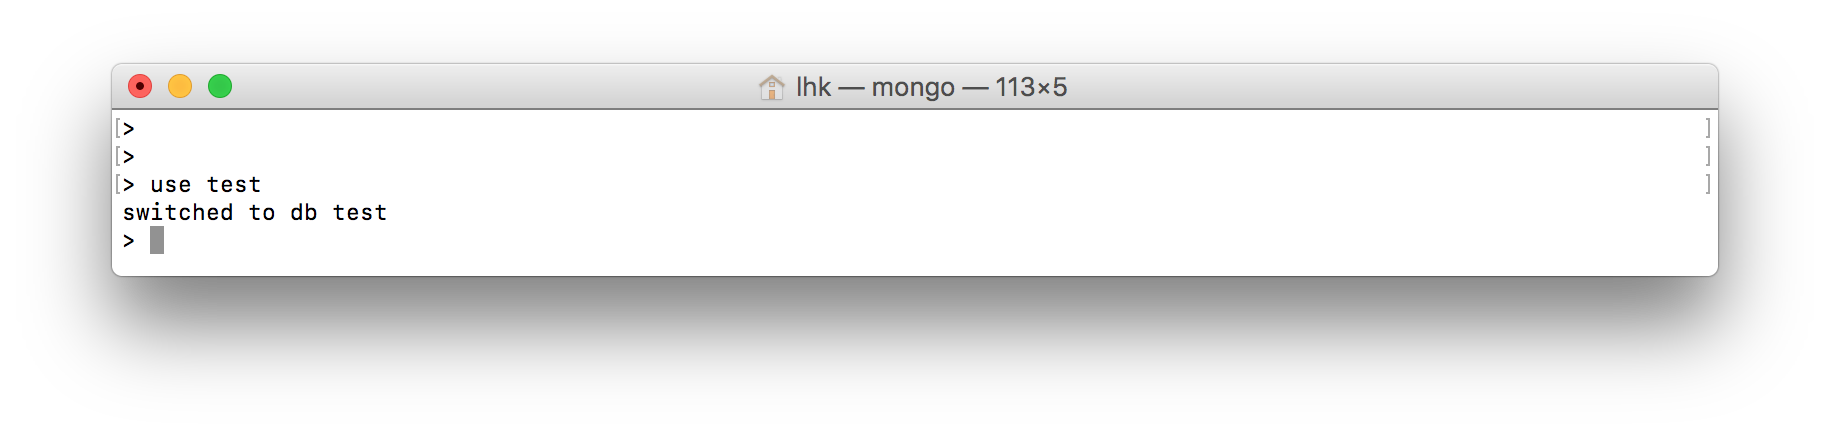 lhk — mongo — 113×5
[> ]
[> ]
[> use test ]
switched to db test
>